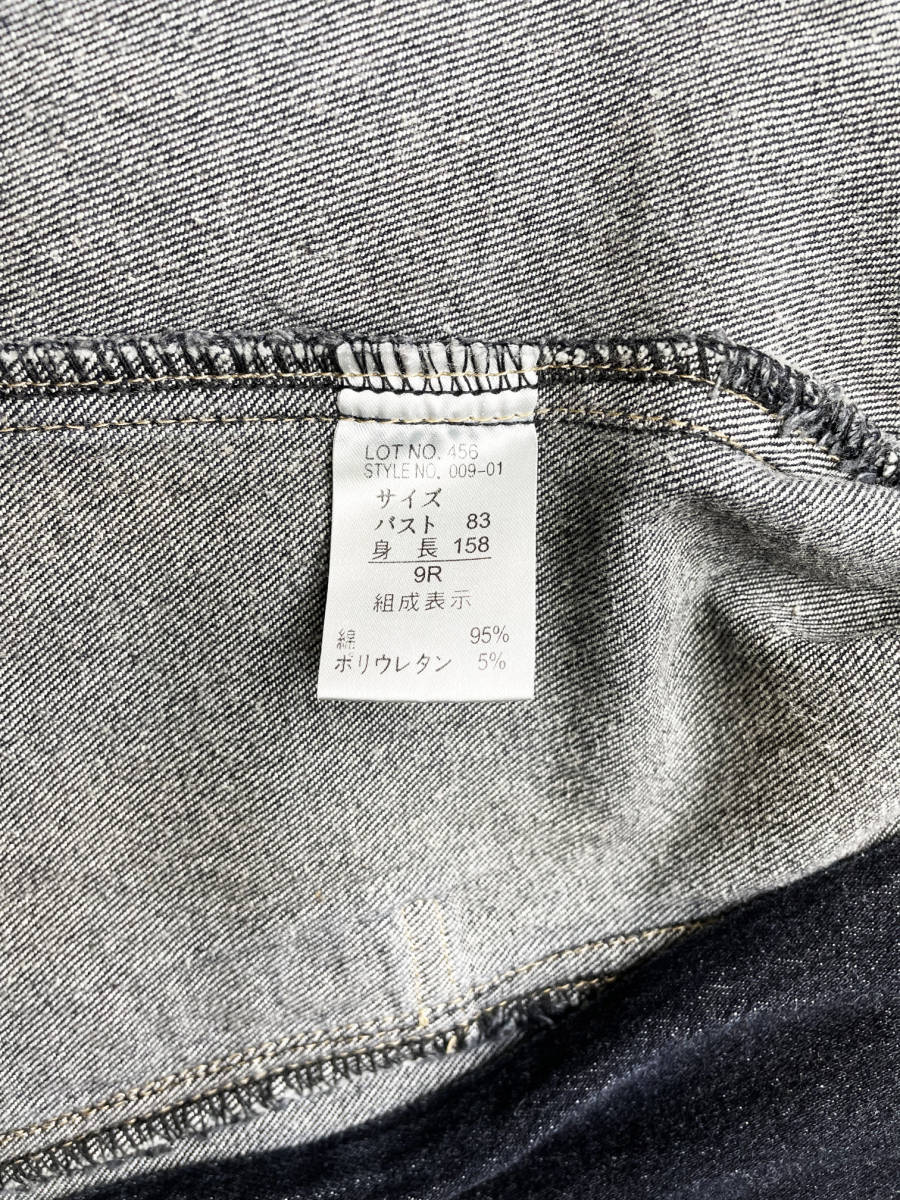 LOT NO. 456
STYLE NO. 009-01
サイズ
バスト 83
身 長 158
9R
組成表示
綿 95%
ポリウレタン 5%